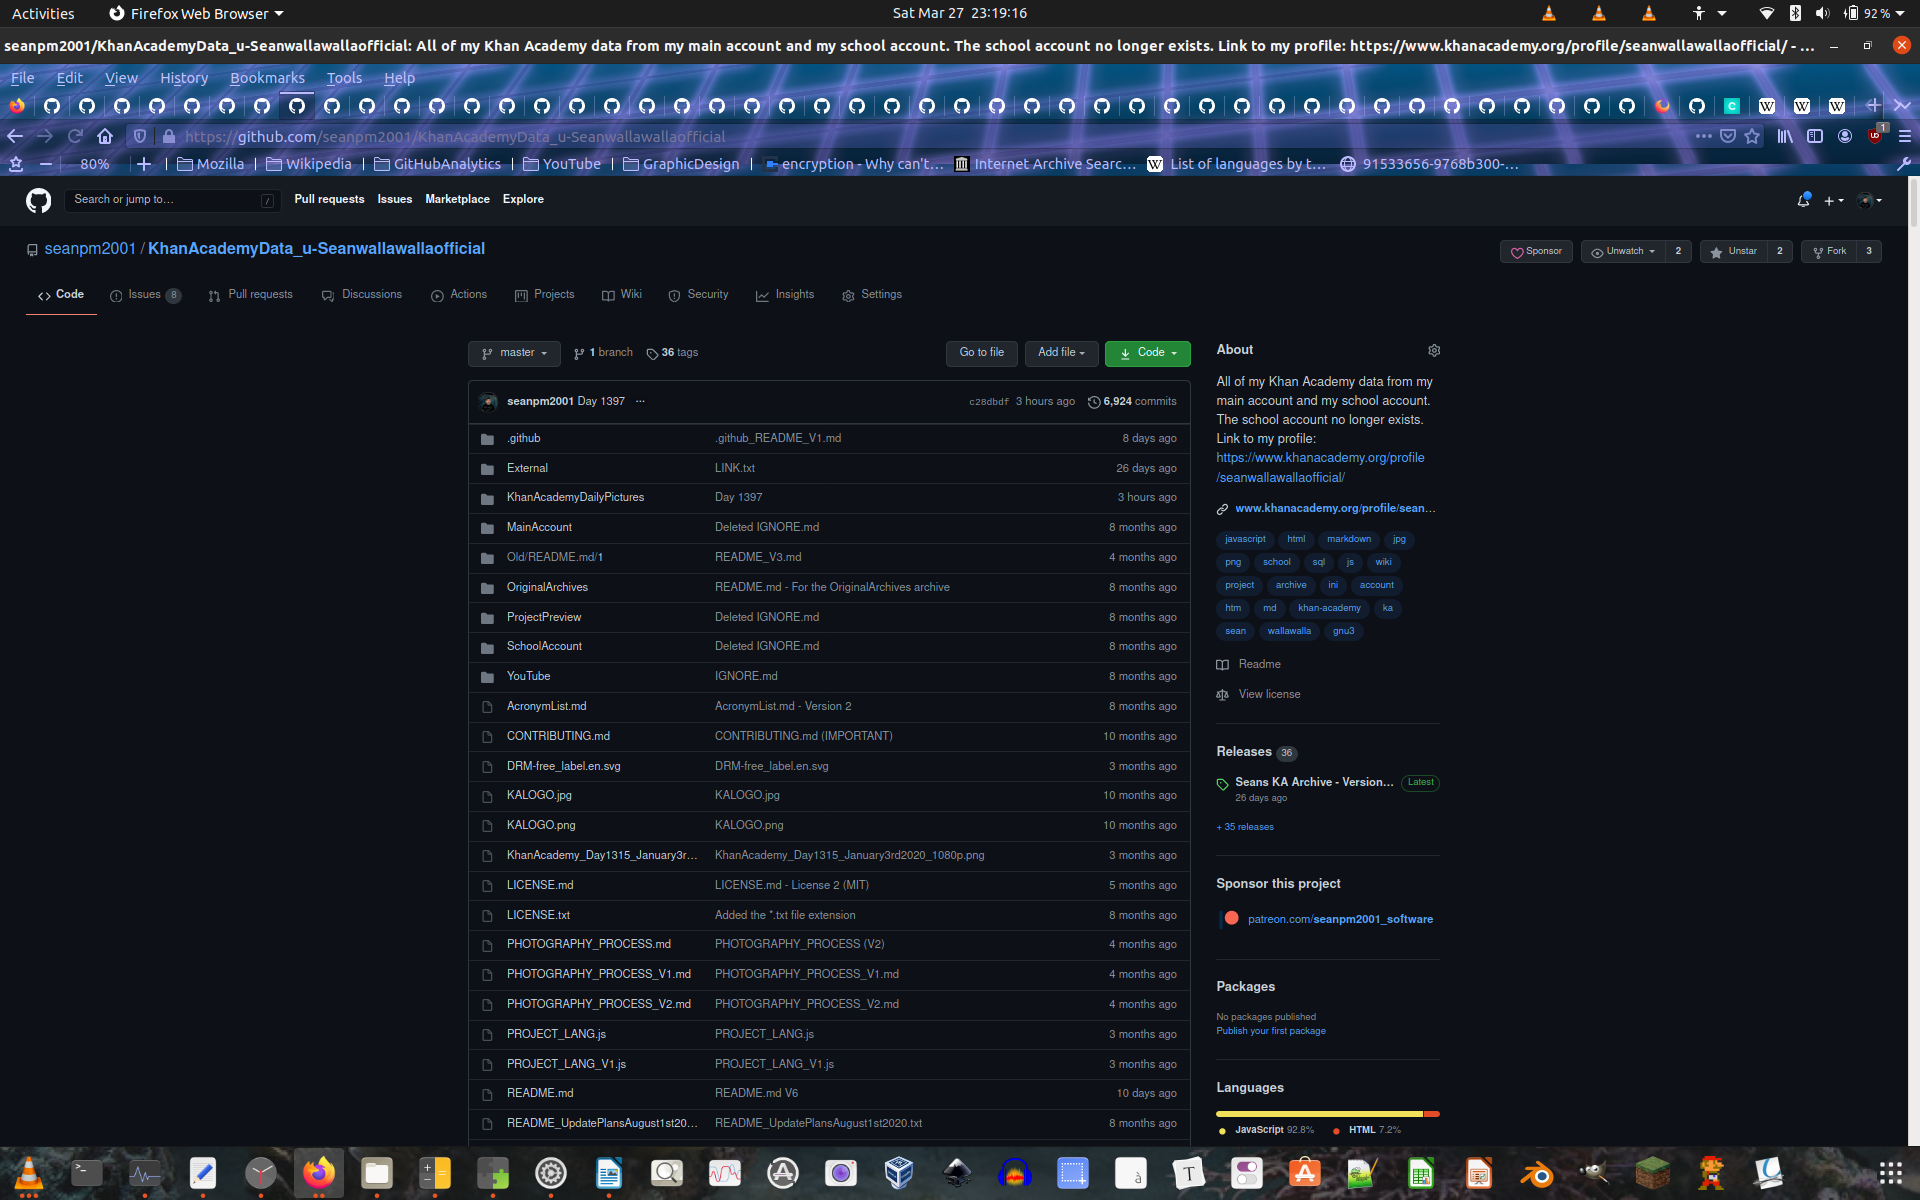 Activities
Firefox Web Browser
Sat Mar 27 23:19:16
92 %
seanpm2001/KhanAcademyData_u-Seanwallawallaofficial: All of my Khan Academy data from my main account and my school account. The school account no longer exists. Link to my profile: https://www.khanacademy.org/profile/seanwallawallaofficial/ - ...
File Edit View History Bookmarks Tools Help
https://github.com/seanpm2001/KhanAcademyData_u-Seanwallawallaofficial
1
80%
Mozilla
Wikipedia
GitHubAnalytics
YouTube
GraphicDesign
encryption - Why can't...
Internet Archive Searc...
List of languages by t...
91533656-9768b300-...
Search or jump to...
/
Pull requests Issues Marketplace Explore
seanpm2001 / KhanAcademyData_u-Seanwallawallaofficial
Sponsor
Unwatch 2
Unstar 2
Fork 3
Code
Issues 8
Pull requests
Discussions
Actions
Projects
Wiki
Security
Insights
Settings
master
1 branch
36 tags
Go to file
Add file
Code
seanpm2001 Day 1397 ...
c28dbdf 3 hours ago
6,924 commits
.github .github_README_V1.md 8 days ago
External LINK.txt 26 days ago
KhanAcademyDailyPictures Day 1397 3 hours ago
MainAccount Deleted IGNORE.md 8 months ago
Old/README.md/1 README_V3.md 4 months ago
OriginalArchives README.md - For the OriginalArchives archive 8 months ago
ProjectPreview Deleted IGNORE.md 8 months ago
SchoolAccount Deleted IGNORE.md 8 months ago
YouTube IGNORE.md 8 months ago
AcronymList.md AcronymList.md - Version 2 8 months ago
CONTRIBUTING.md CONTRIBUTING.md (IMPORTANT) 10 months ago
DRM-free_label.en.svg DRM-free_label.en.svg 3 months ago
KALOGO.jpg KALOGO.jpg 10 months ago
KALOGO.png KALOGO.png 10 months ago
KhanAcademy_Day1315_January3r... KhanAcademy_Day1315_January3rd2020_1080p.png 3 months ago
LICENSE.md LICENSE.md - License 2 (MIT) 5 months ago
LICENSE.txt Added the *.txt file extension 8 months ago
PHOTOGRAPHY_PROCESS.md PHOTOGRAPHY_PROCESS (V2) 4 months ago
PHOTOGRAPHY_PROCESS_V1.md PHOTOGRAPHY_PROCESS_V1.md 4 months ago
PHOTOGRAPHY_PROCESS_V2.md PHOTOGRAPHY_PROCESS_V2.md 4 months ago
PROJECT_LANG.js PROJECT_LANG.js 3 months ago
PROJECT_LANG_V1.js PROJECT_LANG_V1.js 3 months ago
README.md README.md V6 10 days ago
README_UpdatePlansAugust1st20... README_UpdatePlansAugust1st2020.txt 8 months ago
About
All of my Khan Academy data from my
main account and my school account.
The school account no longer exists.
Link to my profile:
https://www.khanacademy.org/profile
/seanwallawallaofficial/
www.khanacademy.org/profile/sean...
javascript html markdown jpg
png school sql js wiki
project archive ini account
htm md khan-academy ka
sean wallawalla gnu3
Readme
View license
Releases 36
Seans KA Archive - Version... Latest
26 days ago
+ 35 releases
Sponsor this project
patreon.com/seanpm2001_software
Packages
No packages published
Publish your first package
Languages
JavaScript 92.8%
HTML 7.2%